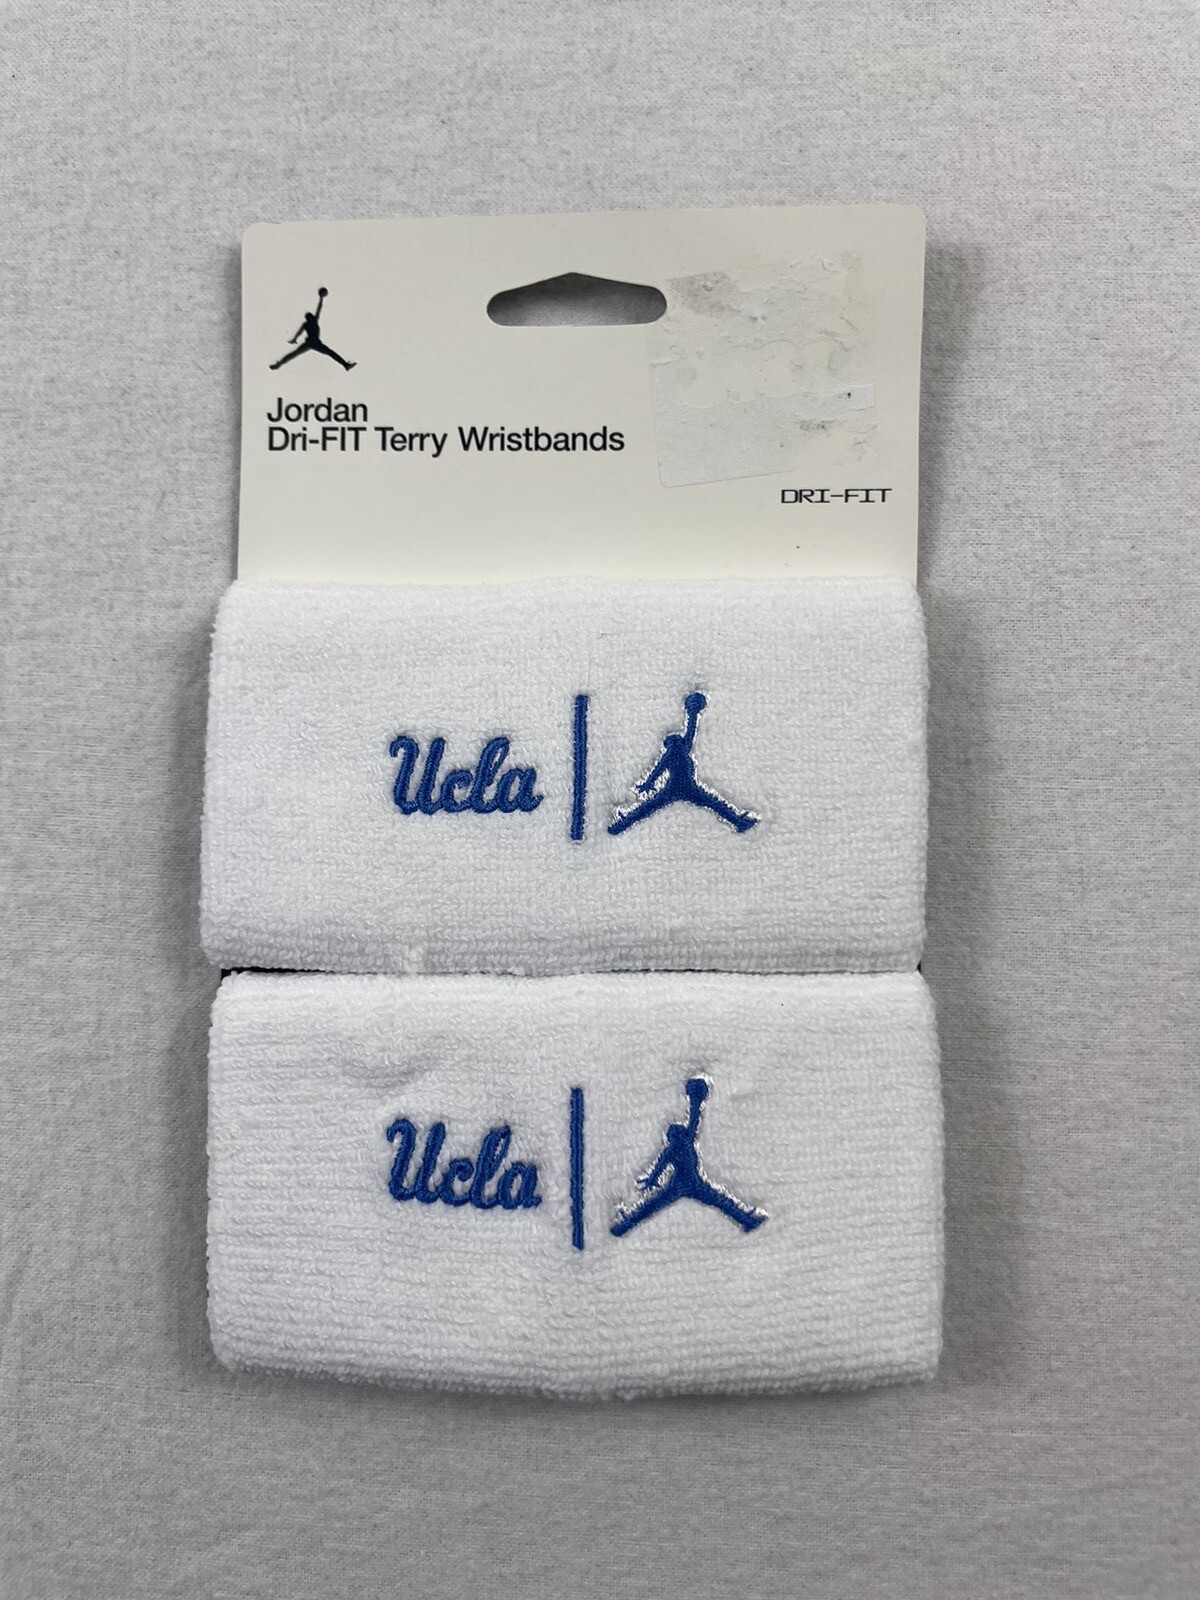 Jordan
Dri-FIT Terry Wristbands
DRI-FIT
Ucla
Ucla